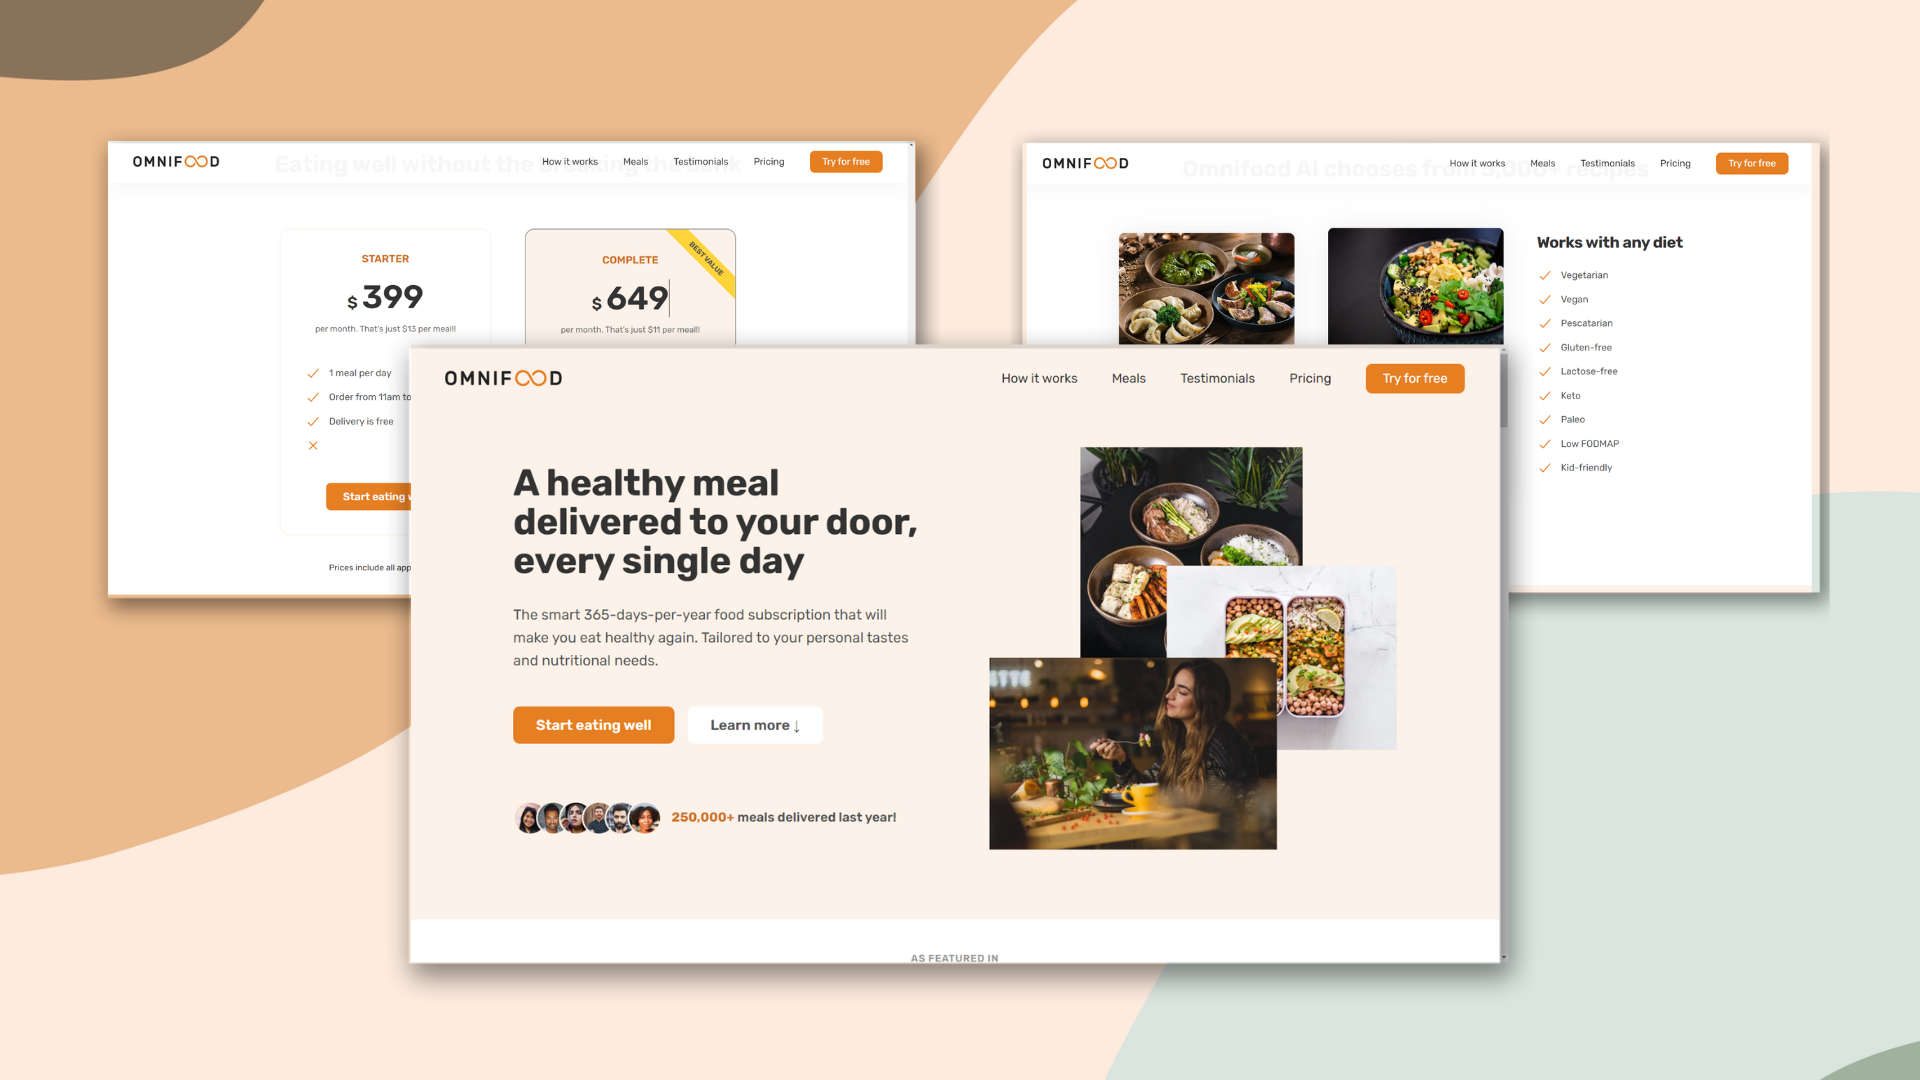 OMNIFOOD
How it works
Meals
Testimonials
Pricing
Try for free
Eating well without the breaking the bank
STARTER
$ 399
per month. That's just $13 per meal!!
1 meal per day
Order from 11am to
Delivery is free
Start eating
Prices include all app
COMPLETE
BEST VALUE
$ 649
per month. That's just $11 per meal!!
OMNIFOOD
How it works
Meals
Testimonials
Pricing
Try for free
Omnifood AI chooses from 5,000+ recipes
Works with any diet
Vegetarian
Vegan
Pescatarian
Gluten-free
Lactose-free
Keto
Paleo
Low FODMAP
Kid-friendly
OMNIFOOD
How it works
Meals
Testimonials
Pricing
Try for free
A healthy meal
delivered to your door,
every single day
The smart 365-days-per-year food subscription that will
make you eat healthy again. Tailored to your personal tastes
and nutritional needs.
Start eating well
Learn more ↓
250,000+ meals delivered last year!
AS FEATURED IN